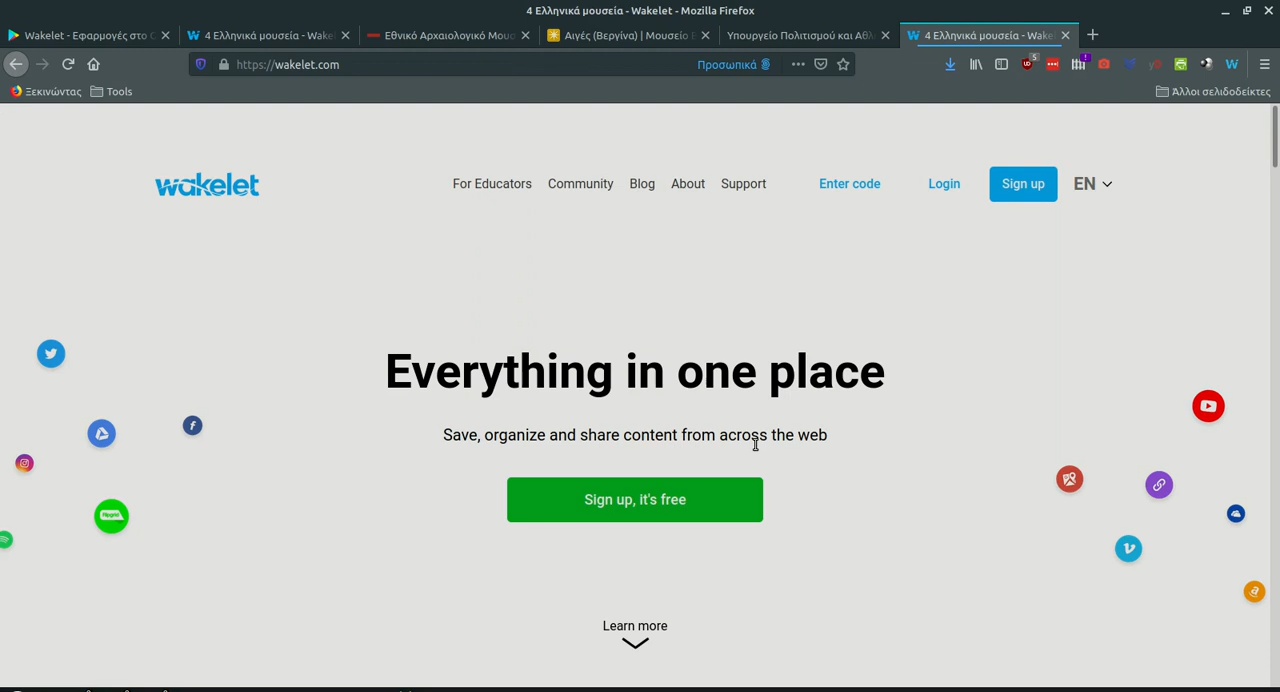 4 Ελληνικά μουσεία - Wakelet - Mozilla Firefox
Wakelet - Εφαρμογές στο
4 Ελληνικά μουσεία - Wake
Εθνικό Αρχαιολογικό
Αιγές (Βεργίνα) | Μουσείο
Υπουργείο Πολιτισμού και
4 Ελληνικά μουσεία - Wake
https://wakelet.com
Προσωπικά
Ξεκινώντας
Tools
Άλλοι σελιδοδείκτες
wakelet
For Educators
Community
Blog
About
Support
Enter code
Login
Sign up
EN
Everything in one place
Save, organize and share content from across the web
Sign up, it's free
Learn more